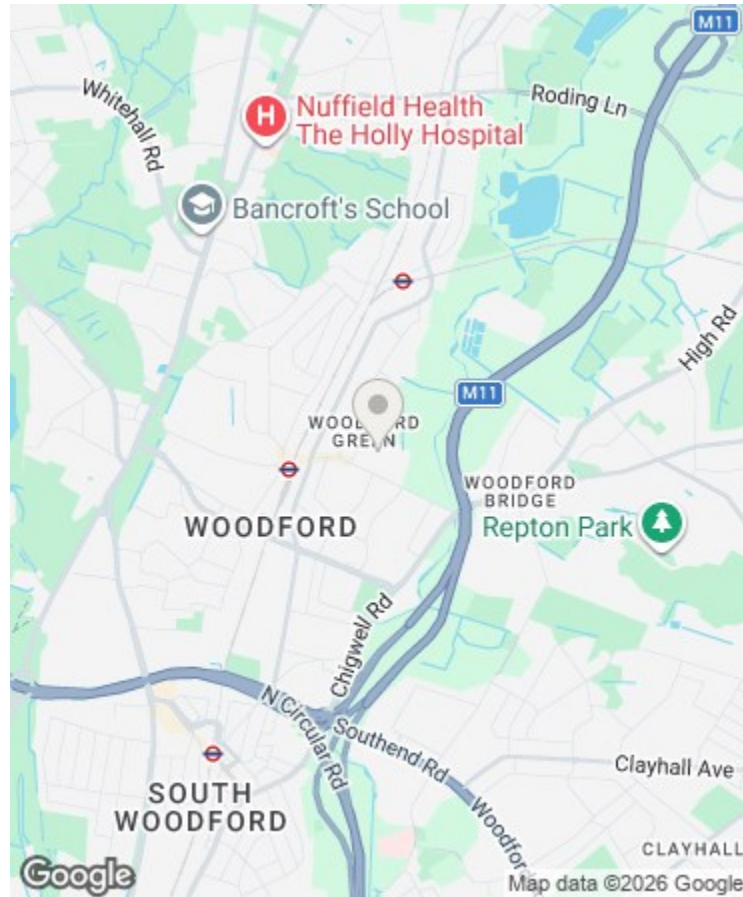 M11
Whitehall Rd
H
Nuffield Health
The Holly Hospital
Roding Ln
Bancroft's School
High Rd
M11
WOODFORD
GREEN
WOODFORD
BRIDGE
WOODFORD
Repton Park
Chigwell Rd
N Circular Rd
Southend Rd
Clayhall Ave
SOUTH
WOODFORD
Woodfor
CLAYHALL
Google
Map data ©2026 Google